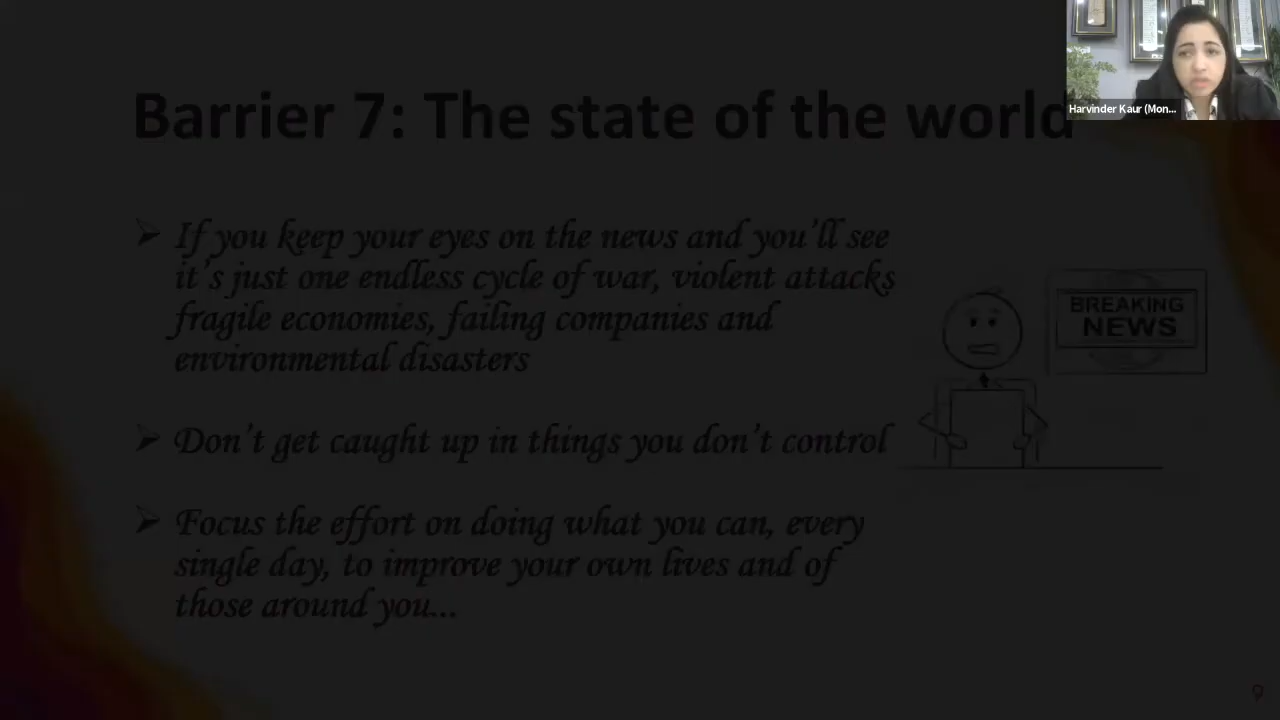 Harvinder Kaur (Mon...
Barrier 7: The state of the world
If you keep your eyes on the news and you'll see
it's just one endless cycle of war, violent attacks
fragile economies, failing companies and
environmental disasters
BREAKING
NEWS
Don't get caught up in things you don't control
Focus the effort on doing what you can, every
single day, to improve your own lives and of
those around you...
9